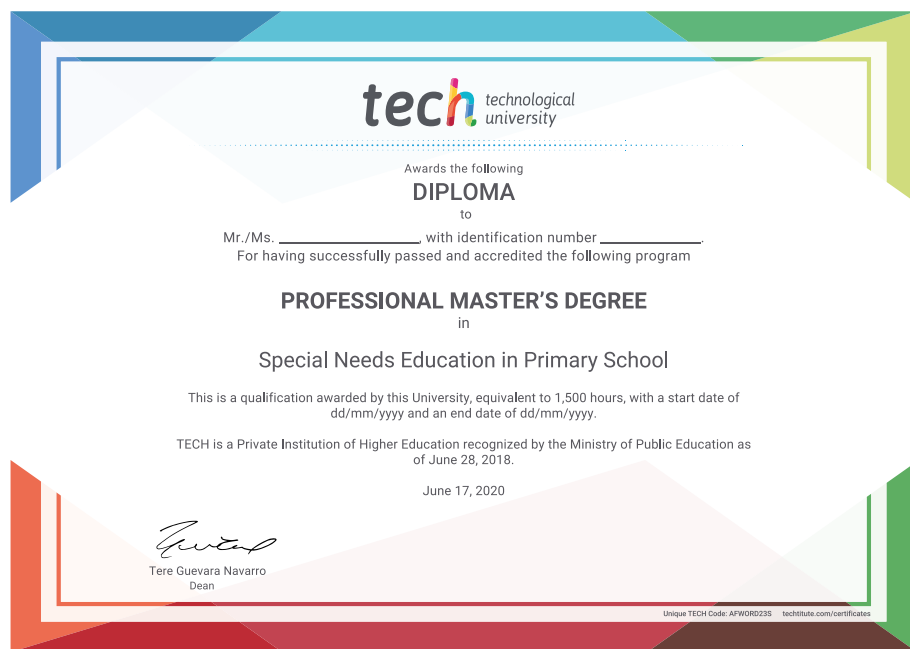 tech technological
university
Awards the following
DIPLOMA
to
Mr./Ms. ____________________, with identification number ______________.
For having successfully passed and accredited the following program
PROFESSIONAL MASTER'S DEGREE
in
Special Needs Education in Primary School
This is a qualification awarded by this University, equivalent to 1,500 hours, with a start date of
dd/mm/yyyy and an end date of dd/mm/yyyy.
TECH is a Private Institution of Higher Education recognized by the Ministry of Public Education as
of June 28, 2018.
June 17, 2020
Tere Guevara Navarro
Dean
Unique TECH Code: AFWORD23S techtitute.com/certificates